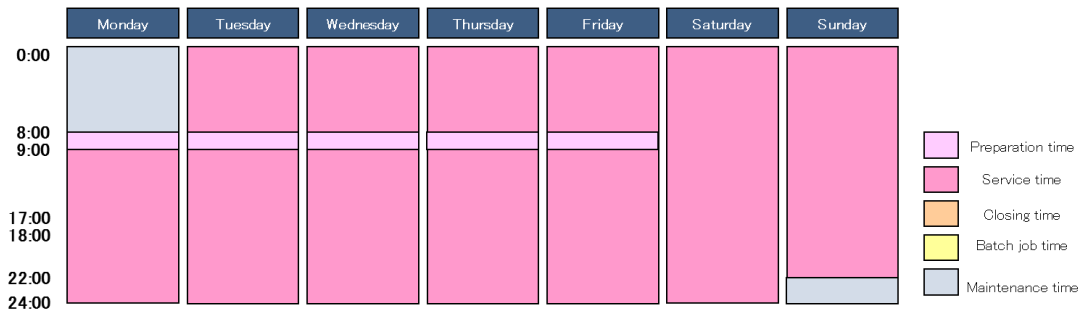 Monday
Tuesday
Wednesday
Thursday
Friday
Saturday
Sunday
0:00
8:00
9:00
17:00
18:00
22:00
24:00
Preparation time
Service time
Closing time
Batch job time
Maintenance time